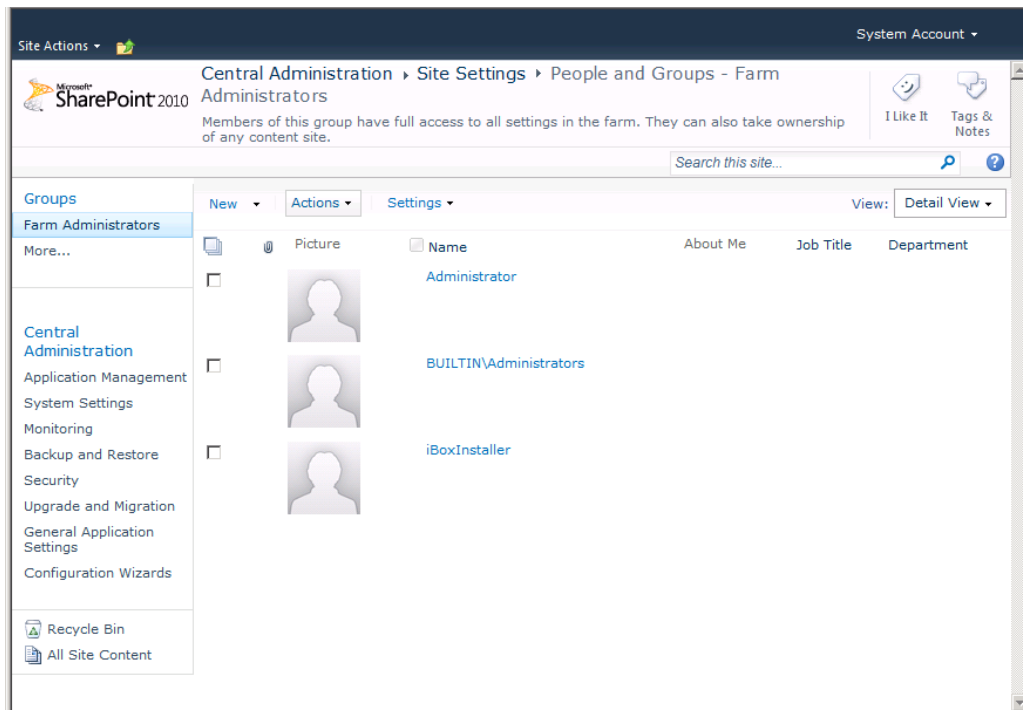 Site Actions
System Account
Microsoft®
SharePoint 2010
Central Administration ▸ Site Settings ▸ People and Groups - Farm
Administrators
Members of this group have full access to all settings in the farm. They can also take ownership
of any content site.
I Like It
Tags &
Notes
Search this site...
Groups
Farm Administrators
More...
New
Actions
Settings
View: Detail View
Picture
Name
About Me
Job Title
Department
Administrator
BUILTIN\Administrators
iBoxInstaller
Central
Administration
Application Management
System Settings
Monitoring
Backup and Restore
Security
Upgrade and Migration
General Application
Settings
Configuration Wizards
Recycle Bin
All Site Content